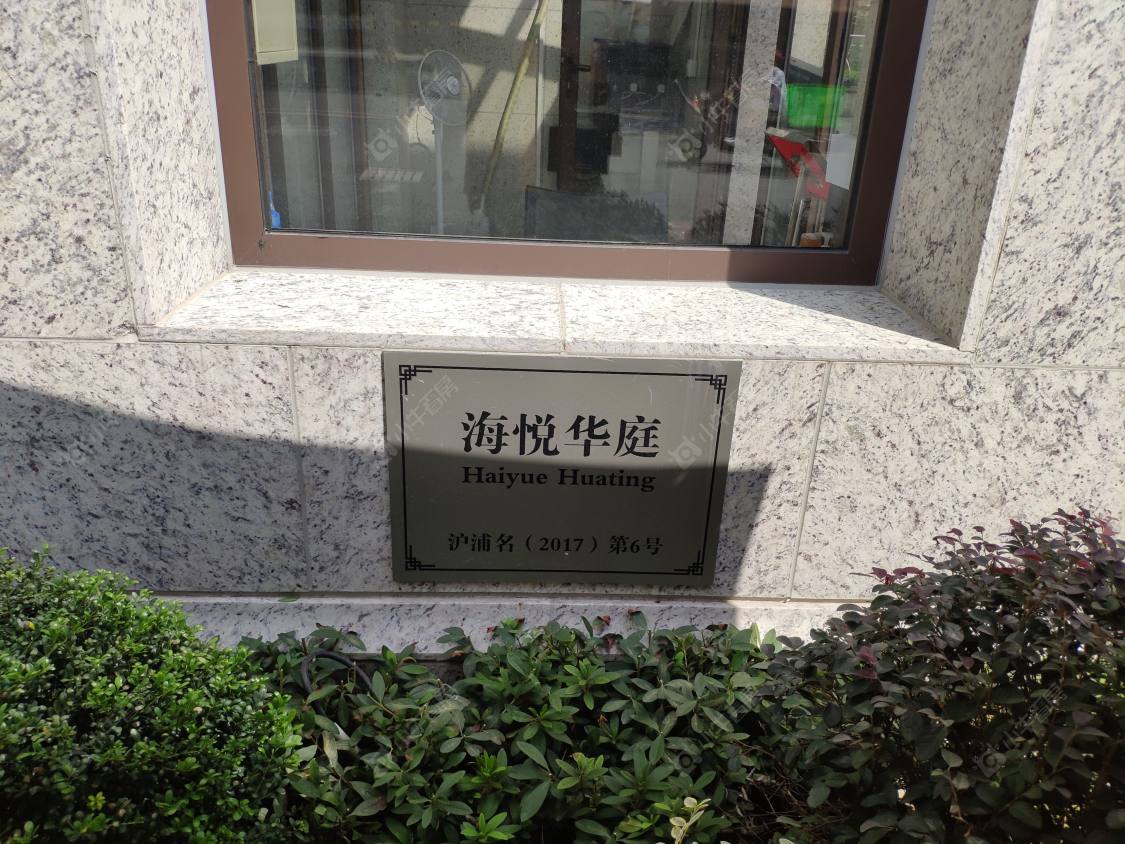 海悦华庭
Haiyue Huating
沪浦名（2017）第6号